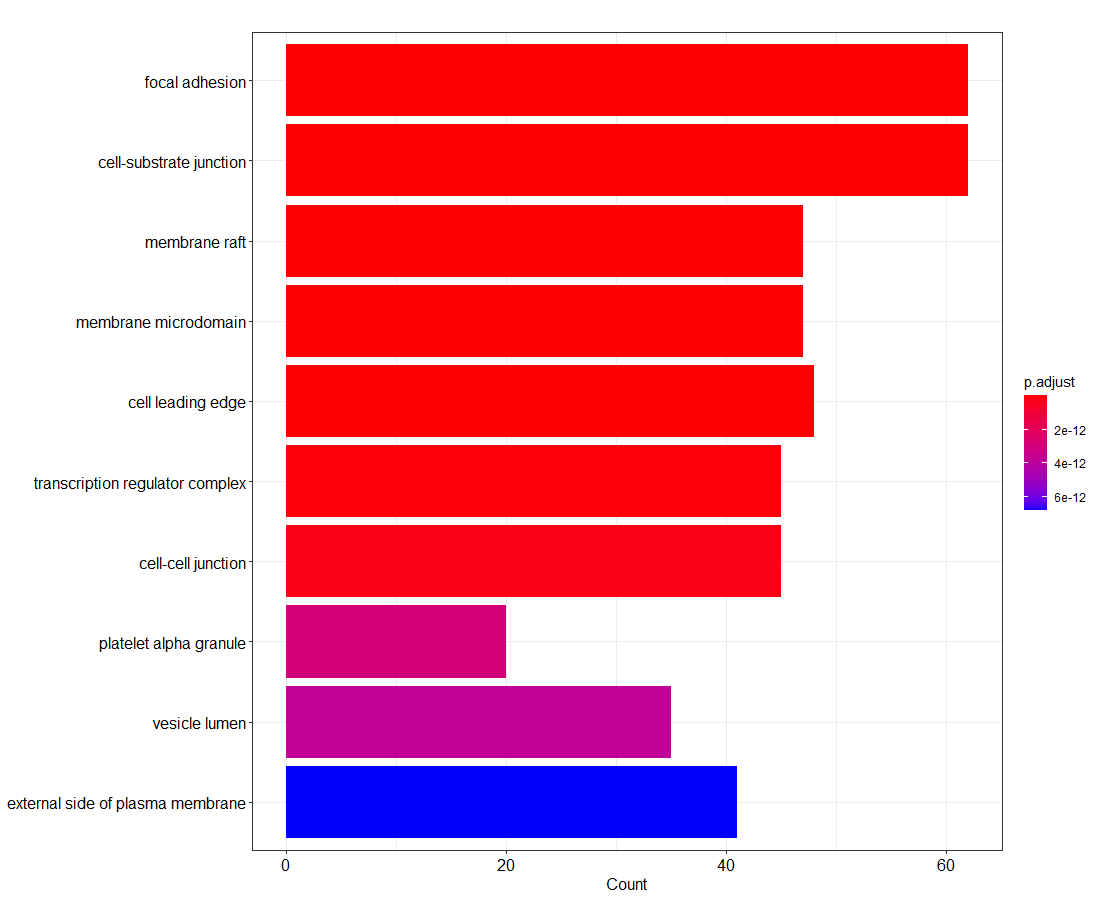 focal adhesion
cell-substrate junction
membrane raft
membrane microdomain
cell leading edge
transcription regulator complex
cell-cell junction
platelet alpha granule
vesicle lumen
external side of plasma membrane
0 20 40 60
Count
p.adjust
2e-12
4e-12
6e-12